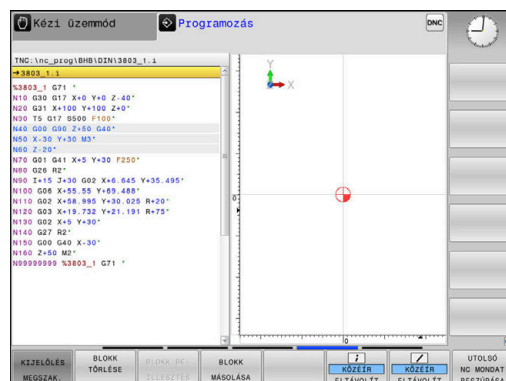 Kézi üzemmód
Programozás
DNC
TNC:\nc_prog\BHB\DIN\3803_1.i
→3803_1.i
%3803_1 G71 *
N10 G30 G17 X+0 Y+0 Z-40*
N20 G31 X+100 Y+100 Z+0*
N30 T5 G17 S500 F100*
N40 G00 G90 Z+50 G40*
N50 X-30 Y+30 M3*
N60 Z-20*
N70 G01 G41 X+5 Y+30 F250*
N80 G26 R2*
N90 I+15 J+30 G02 X+6.645 Y+35.495*
N100 G06 X+55.55 Y+69.488*
N110 G02 X+58.995 Y+30.025 R+20*
N120 G03 X+19.732 Y+21.191 R+75*
N130 G02 X+5 Y+30*
N140 G27 R2*
N150 G00 G40 X-30*
N160 Z+50 M2*
N99999999 %3803_1 G71 *
Y
X
0
0
KIJELÖLÉS
MEGSZAK.
BLOKK
TÖRLÉSE
BLOKK BE-
ILLESZTÉS
BLOKK
MÁSOLÁSA
KÖZÉIR
ELTÁVOLÍT
KÖZÉIR
ELTÁVOLÍT
UTOLSÓ
NC MONDAT
BESZÚRÁSA